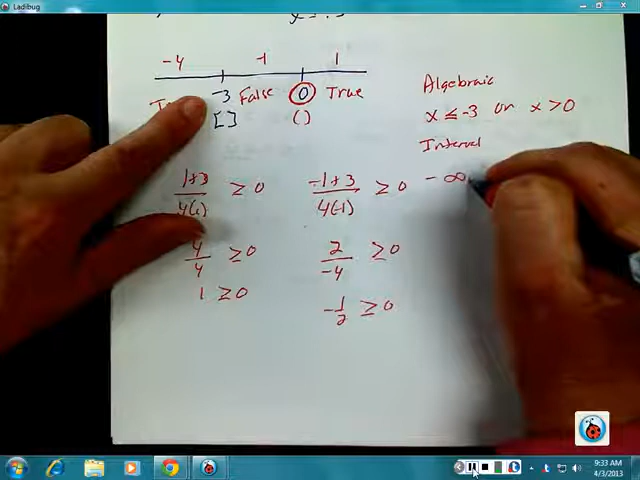 Ladibug
-4 -1 1
-3 False 0 True
[ ] ( )
Algebraic
x ≤ -3 or x > 0
Interval
- ∞
1+3 / 4(1) ≥ 0
4 / 4 ≥ 0
1 ≥ 0
-1+3 / 4(-1) ≥ 0
2 / -4 ≥ 0
-1/2 ≥ 0
9:33 AM
4/3/2013